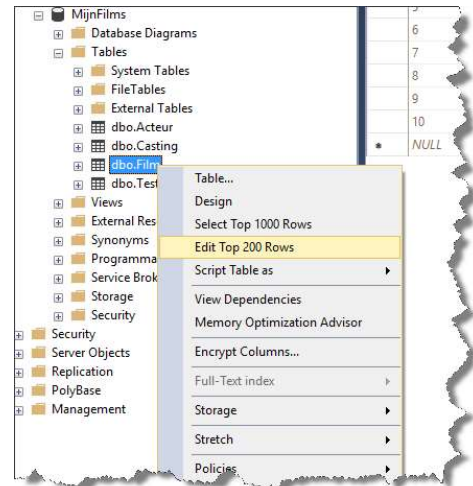 MijnFilms
Database Diagrams
Tables
System Tables
FileTables
External Tables
dbo.Acteur
dbo.Casting
dbo.Film
dbo.Test
Views
External Res
Synonyms
Programma
Service Brok
Storage
Security
Security
Server Objects
Replication
PolyBase
Management
6
7
8
9
10
NULL
Table...
Design
Select Top 1000 Rows
Edit Top 200 Rows
Script Table as
View Dependencies
Memory Optimization Advisor
Encrypt Columns...
Full-Text index
Storage
Stretch
Policies